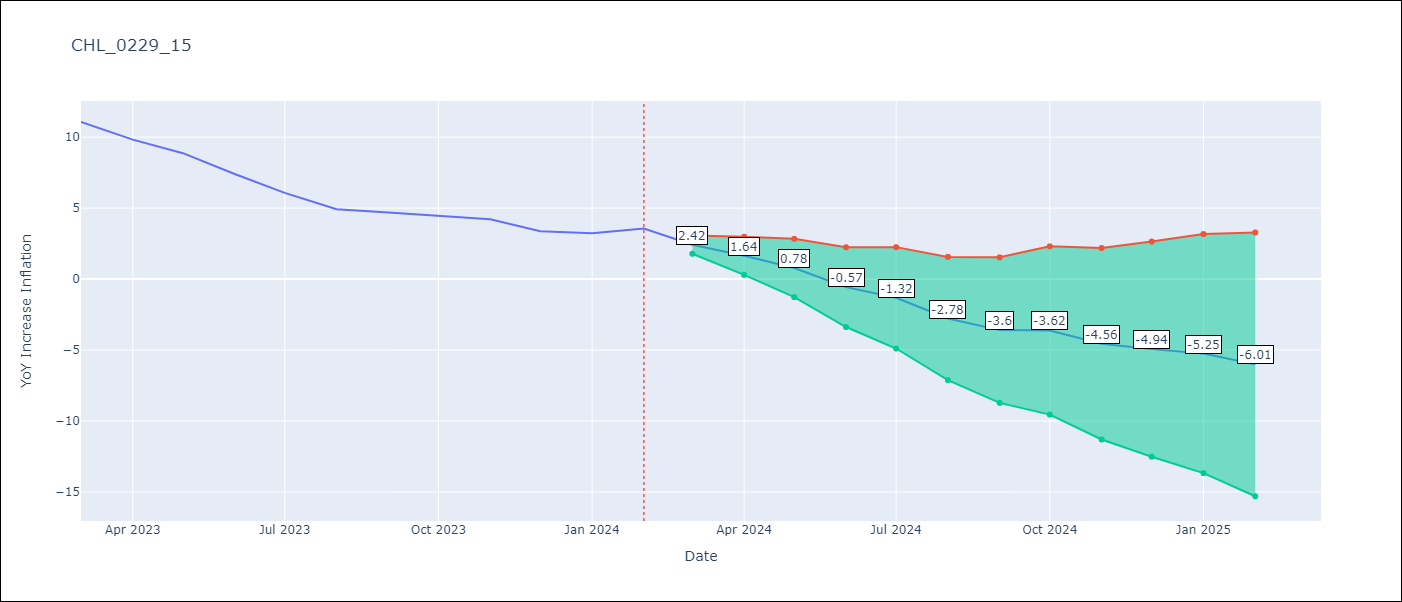 CHL_0229_15
YoY Increase Inflation
10
5
0
−5
−10
−15
2.42
1.64
0.78
-0.57
-1.32
-2.78
-3.6
-3.62
-4.56
-4.94
-5.25
-6.01
Apr 2023
Jul 2023
Oct 2023
Jan 2024
Apr 2024
Jul 2024
Oct 2024
Jan 2025
Date